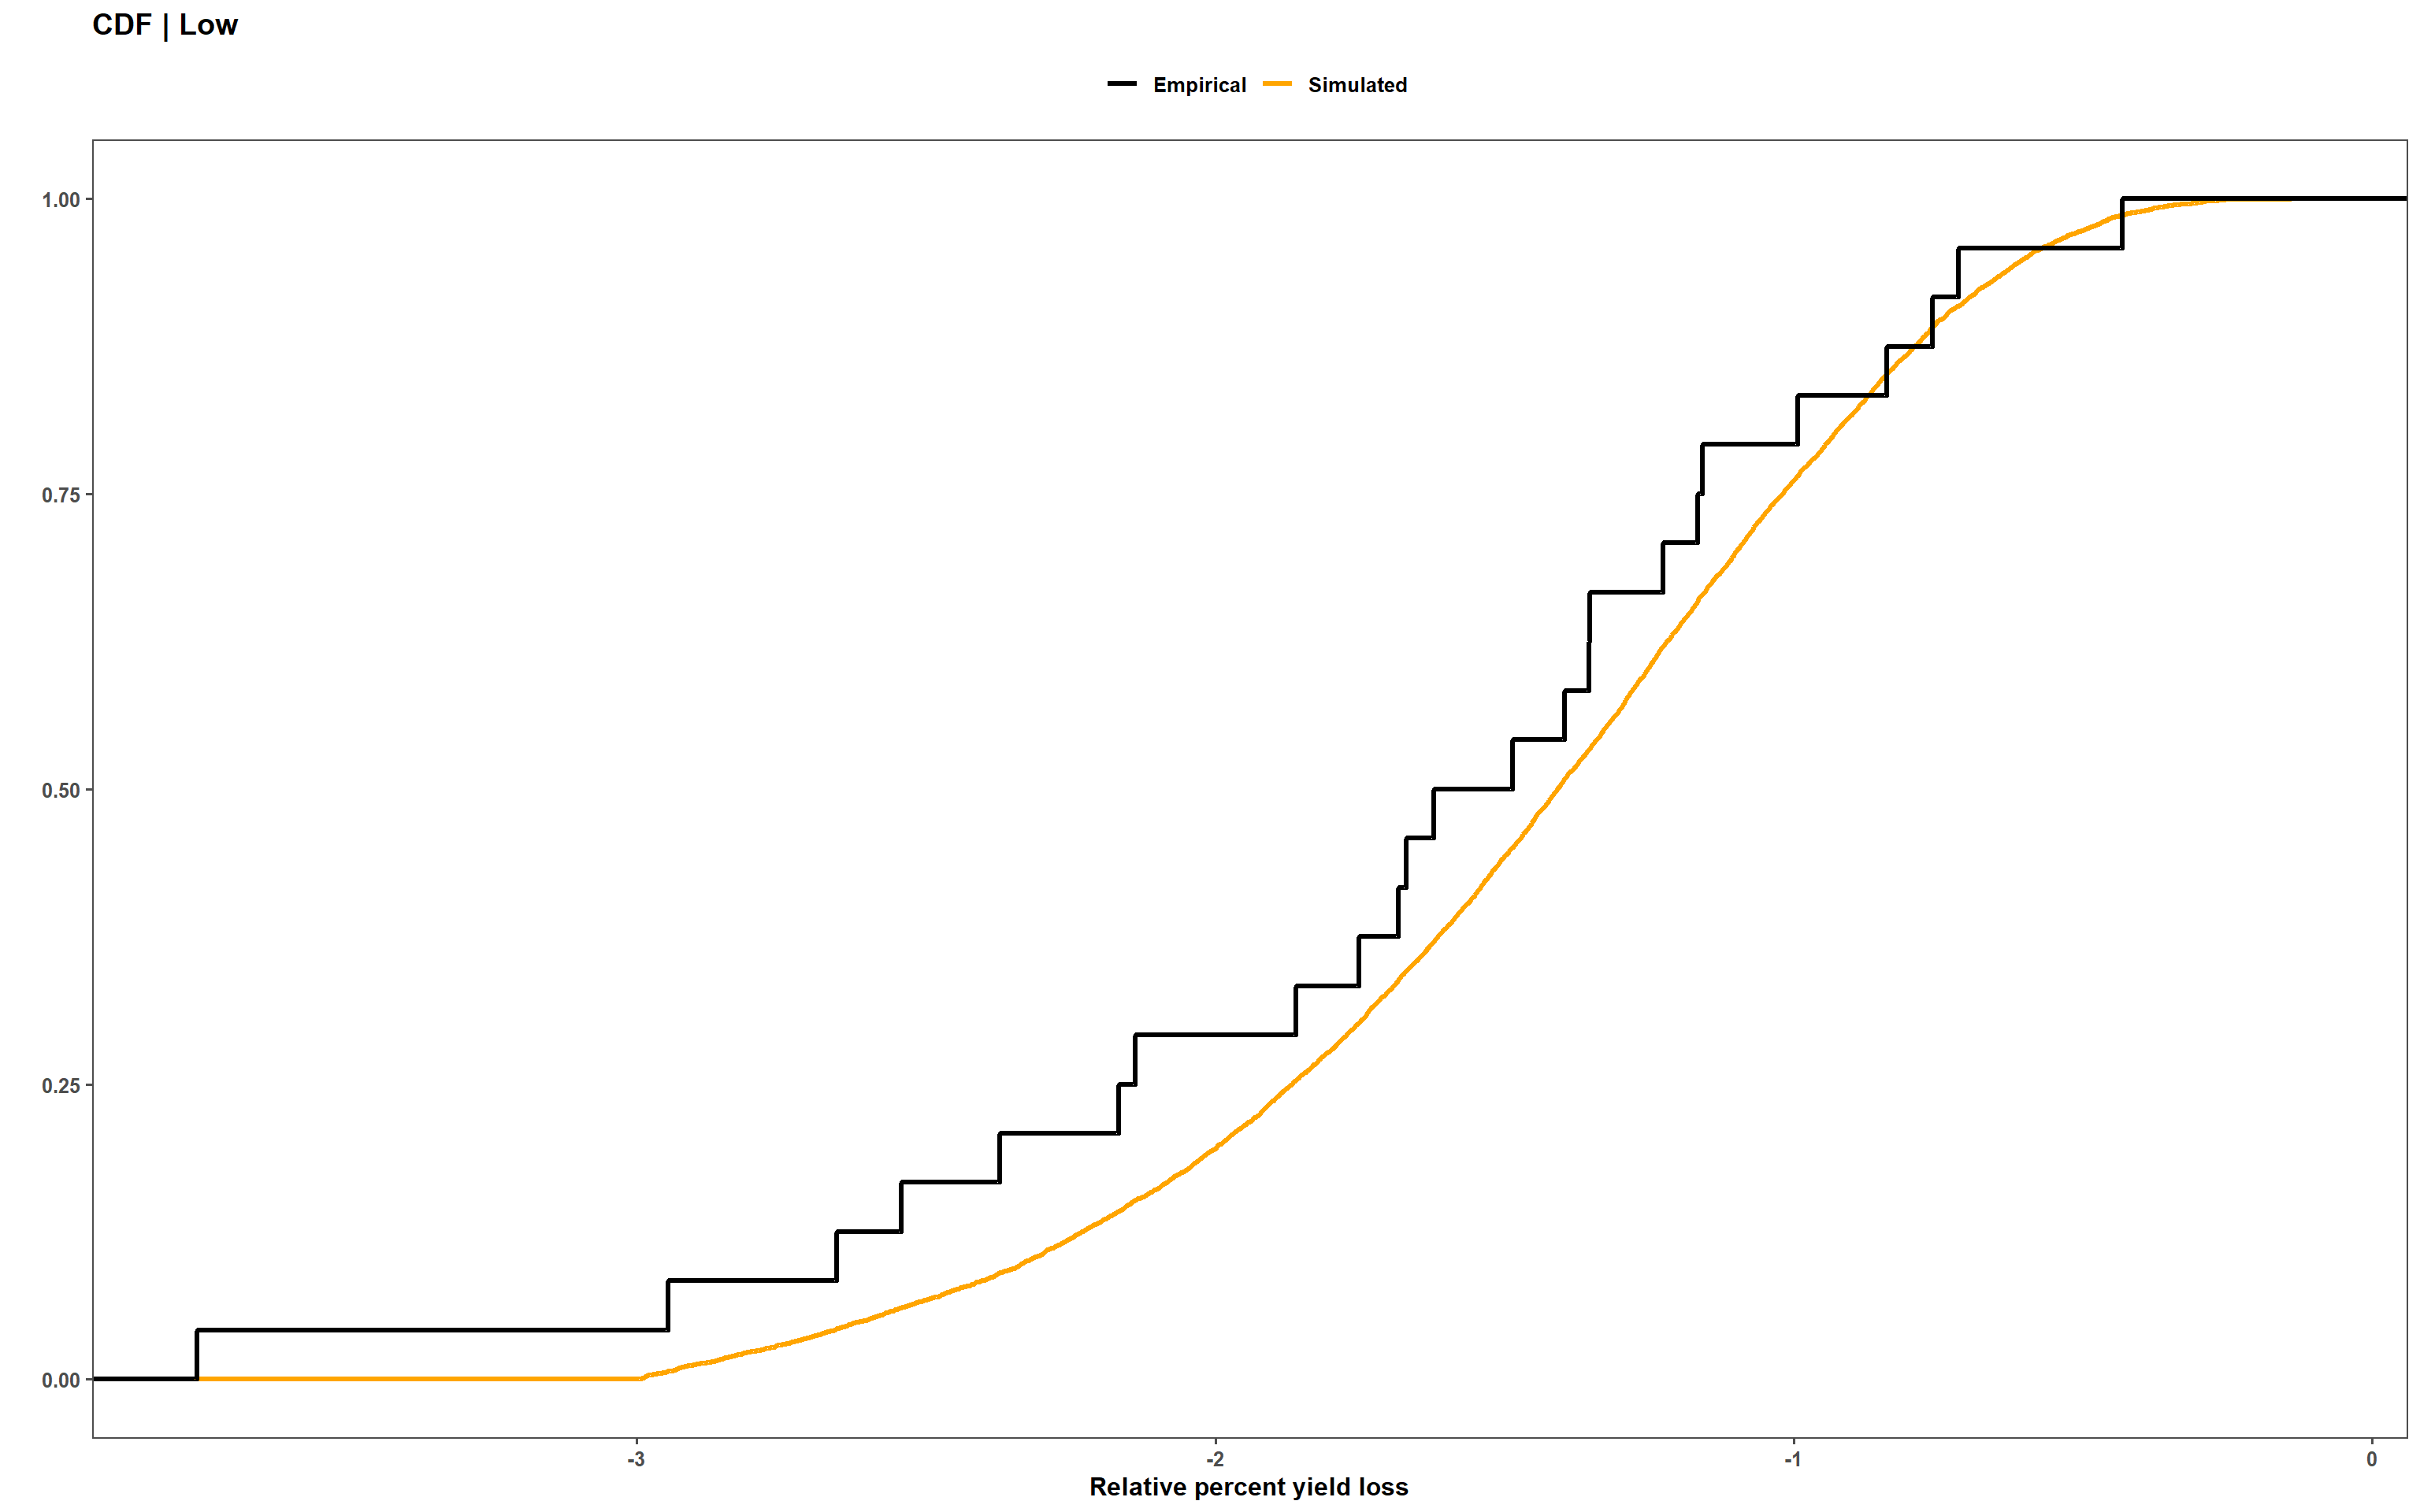 CDF | Low
Empirical Simulated
1.00
0.75
0.50
0.25
0.00
-3 -2 -1 0
Relative percent yield loss